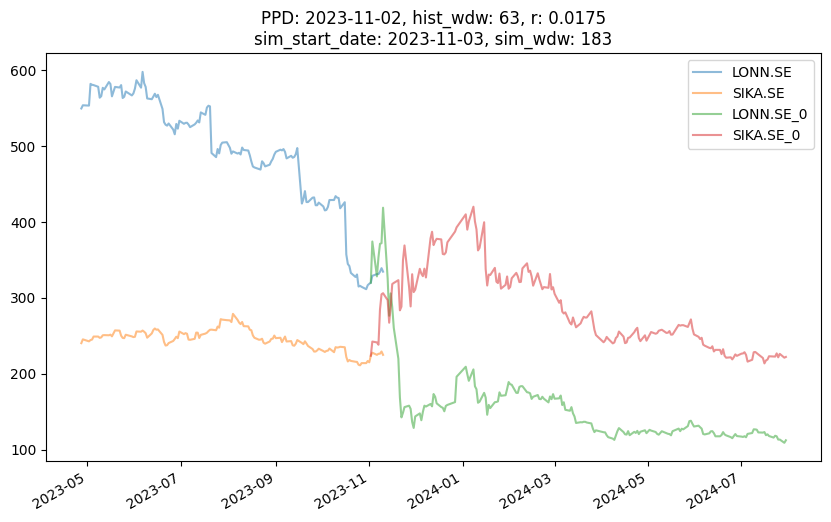 PPD: 2023-11-02, hist_wdw: 63, r: 0.0175
sim_start_date: 2023-11-03, sim_wdw: 183
LONN.SE
SIKA.SE
LONN.SE_0
SIKA.SE_0
600
500
400
300
200
100
2023-05
2023-07
2023-09
2023-11
2024-01
2024-03
2024-05
2024-07